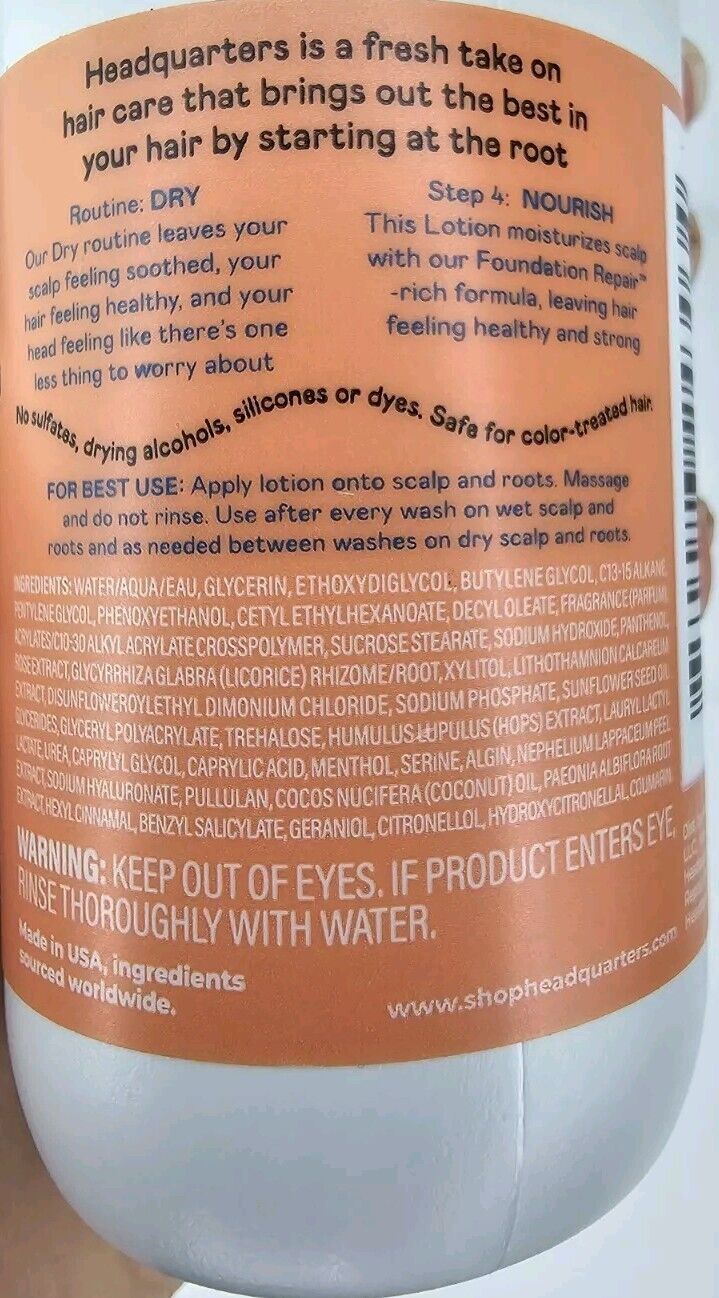 Headquarters is a fresh take on
hair care that brings out the best in
your hair by starting at the root
Routine: DRY
Our Dry routine leaves your
scalp feeling soothed, your
hair feeling healthy, and your
head feeling like there's one
less thing to worry about
Step 4: NOURISH
This Lotion moisturizes scalp
with our Foundation Repair™
-rich formula, leaving hair
feeling healthy and strong
No sulfates, drying alcohols, silicones or dyes. Safe for color-treated hair.
FOR BEST USE: Apply lotion onto scalp and roots. Massage
and do not rinse. Use after every wash on wet scalp and
roots and as needed between washes on dry scalp and roots.
INGREDIENTS: WATER/AQUA/EAU, GLYCERIN, ETHOXYDIGLYCOL, BUTYLENE GLYCOL, C13-15 ALKANE,
PENTYLENE GLYCOL, PHENOXYETHANOL, CETYL ETHYLHEXANOATE, DECYL OLEATE, FRAGRANCE (PARFUM),
ACRYLATES/C10-30 ALKYL ACRYLATE CROSSPOLYMER, SUCROSE STEARATE, SODIUM HYDROXIDE, PANTHENOL,
ROSE EXTRACT, GLYCYRRHIZA GLABRA (LICORICE) RHIZOME/ROOT, XYLITOL, LITHOTHAMNION CALCAREUM
EXTRACT, DISUNFLOWEROYLETHYL DIMONIUM CHLORIDE, SODIUM PHOSPHATE, SUNFLOWER SEED OIL
GLYCERIDES, GLYCERYL POLYACRYLATE, TREHALOSE, HUMULUS LUPULUS (HOPS) EXTRACT, LAURYL LACTYL
LACTATE, UREA, CAPRYLYL GLYCOL, CAPRYLIC ACID, MENTHOL, SERINE, ALGIN, NEPHELIUM LAPPACEUM PEEL
EXTRACT, SODIUM HYALURONATE, PULLULAN, COCOS NUCIFERA (COCONUT) OIL, PAEONIA ALBIFLORA ROOT
EXTRACT, HEXYL CINNAMAL, BENZYL SALICYLATE, GERANIOL, CITRONELLOL, HYDROXYCITRONELLAL, COUMARIN.
WARNING: KEEP OUT OF EYES. IF PRODUCT ENTERS EYE,
RINSE THOROUGHLY WITH WATER.
Made in USA, ingredients
sourced worldwide.
www.shopheadquarters.com